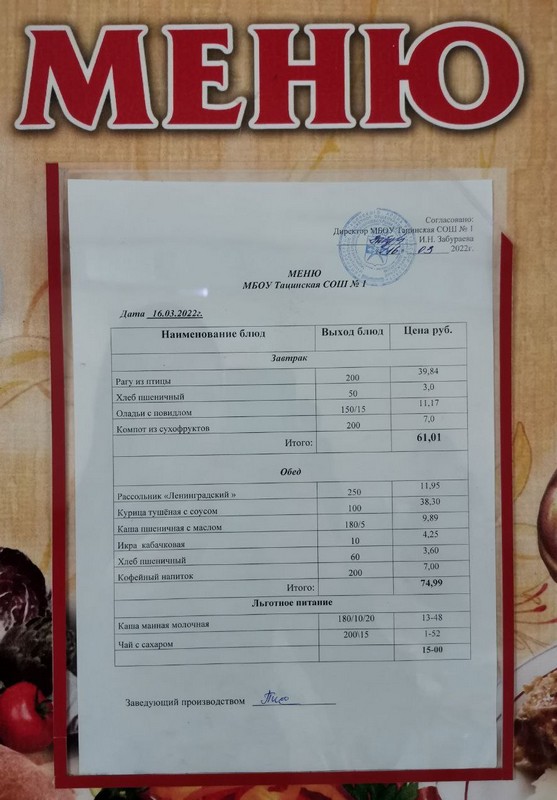 МЕНЮ
Согласовано:
Директор МБОУ Тацинская СОШ № 1
И.Н. Забураева
16. 03 2022г.
МЕНЮ
МБОУ Тацинская СОШ № 1
Дата 16.03.2022г.
Наименование блюд Выход блюд Цена руб.
Завтрак
Рагу из птицы 200 39,84
Хлеб пшеничный 50 3,0
Оладьи с повидлом 150/15 11,17
Компот из сухофруктов 200 7,0
Итого: 61,01
Обед
Рассольник «Ленинградский » 250 11,95
Курица тушёная с соусом 100 38,30
Каша пшеничная с маслом 180/5 9,89
Икра кабачковая 10 4,25
Хлеб пшеничный 60 3,60
Кофейный напиток 200 7,00
Итого: 74,99
Льготное питание
Каша манная молочная 180/10/20 13-48
Чай с сахаром 200\15 1-52
15-00
Заведующий производством